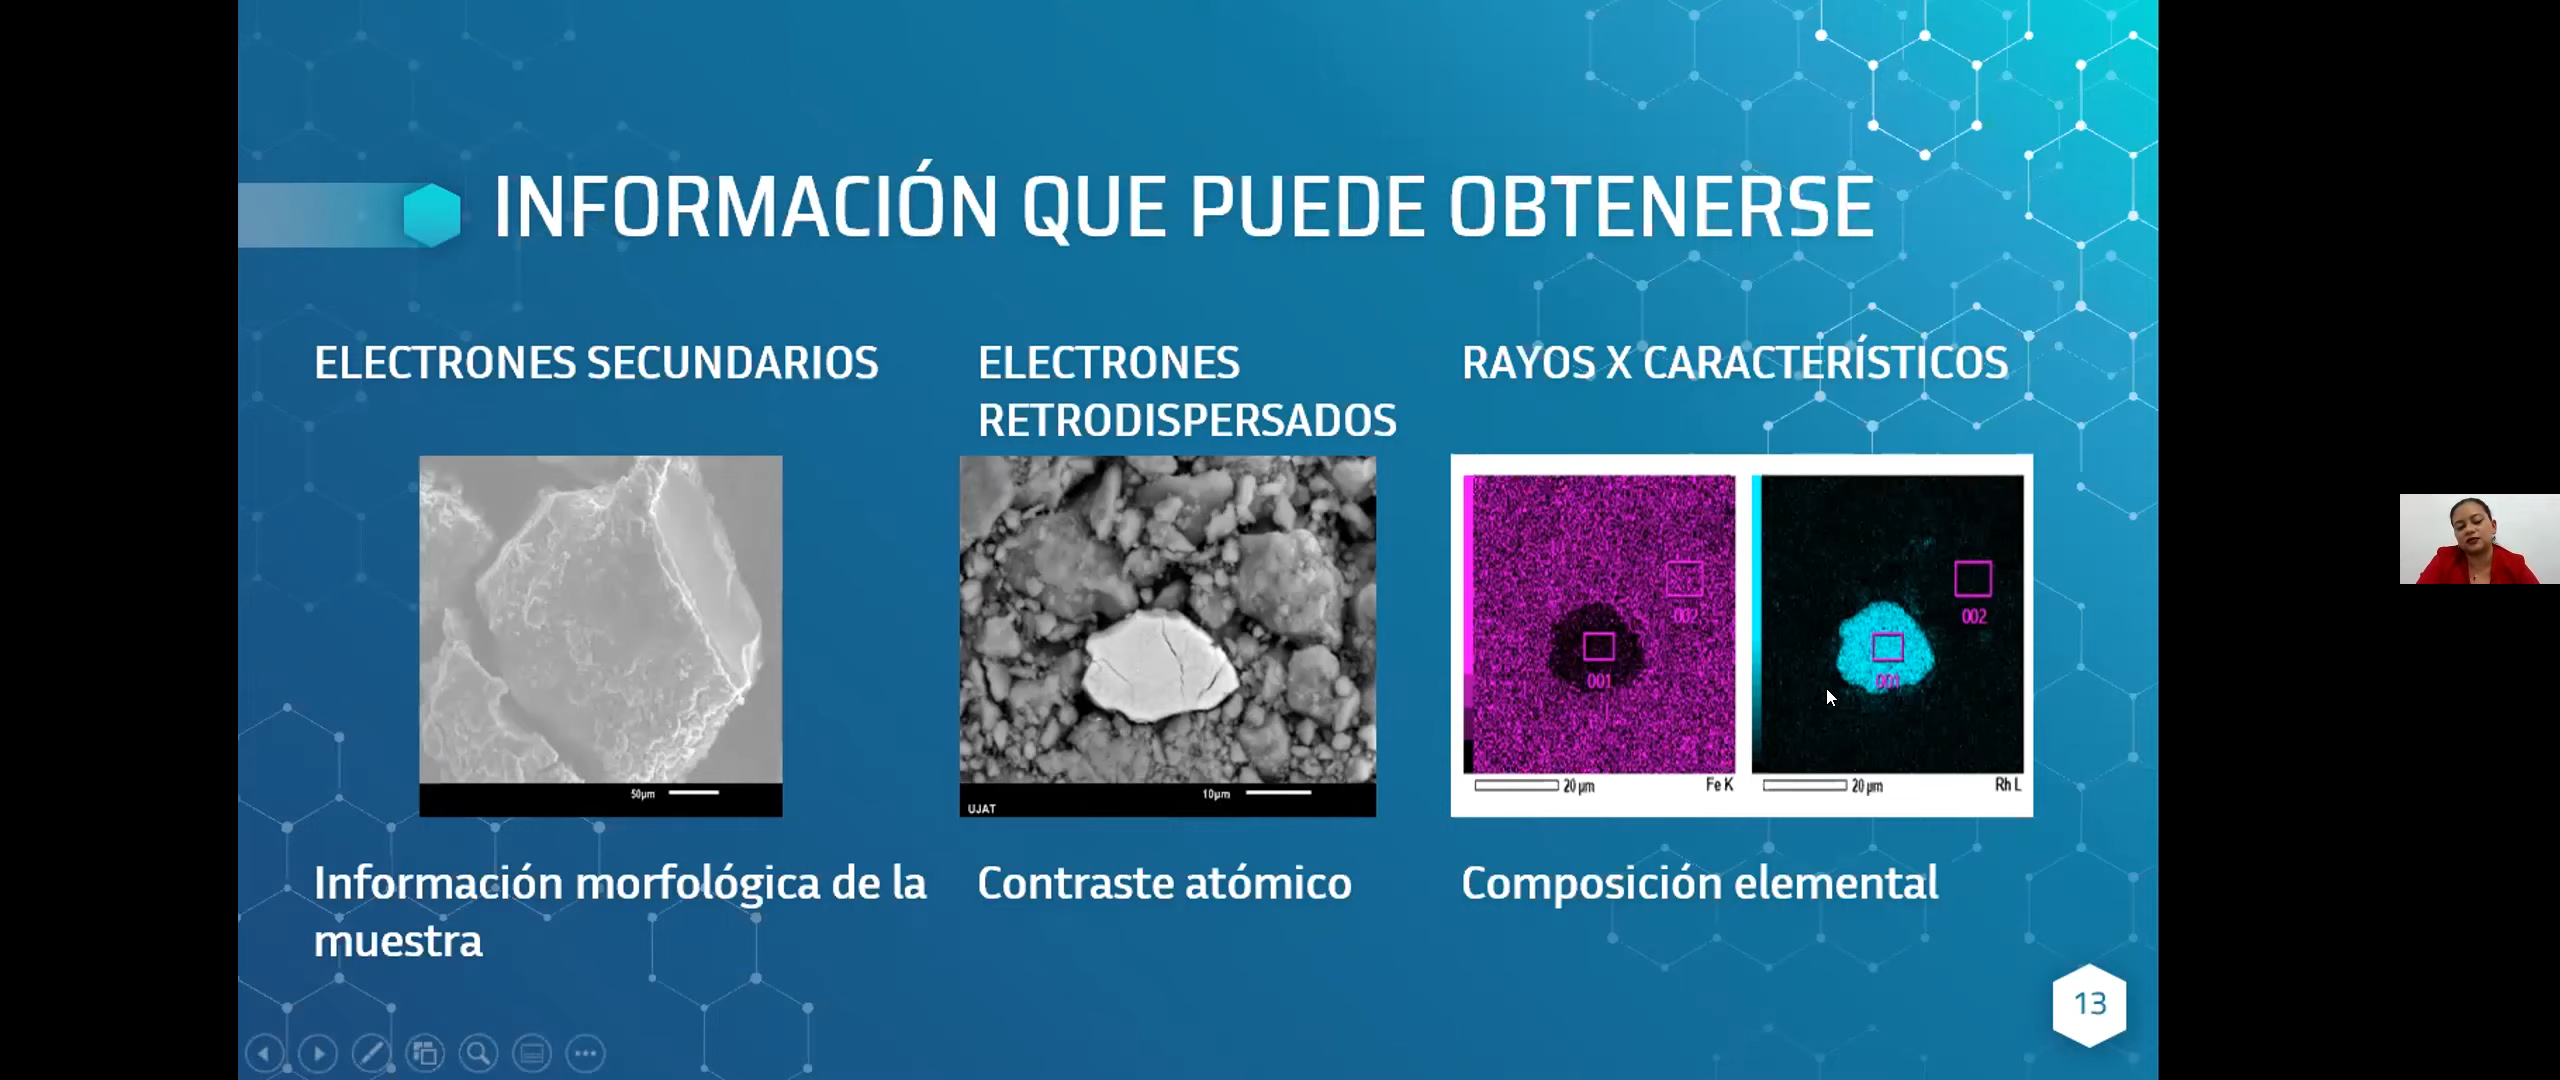 INFORMACIÓN QUE PUEDE OBTENERSE
ELECTRONES SECUNDARIOS
50µm
Información morfológica de la
muestra
ELECTRONES
RETRODISPERSADOS
10µm
UJAT
Contraste atómico
RAYOS X CARACTERÍSTICOS
002
001
20 µm
Fe K
002
001
20 µm
Rh L
Composición elemental
13